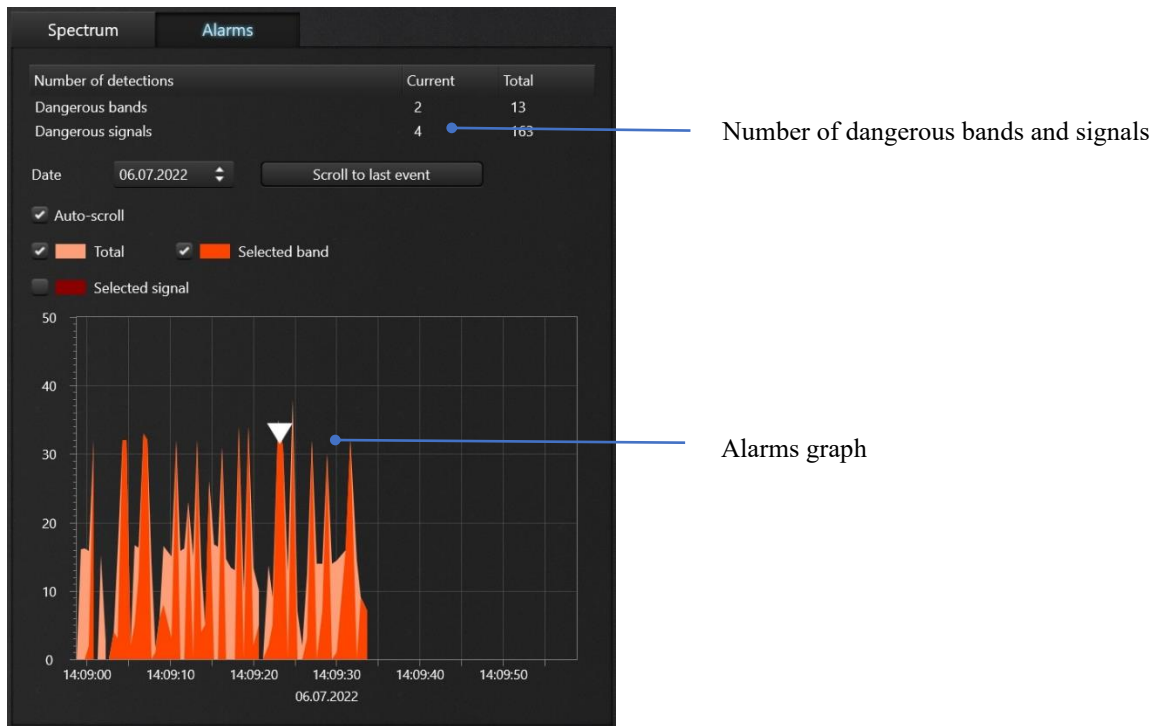 Spectrum Alarms
Number of detections Current Total
Dangerous bands 2 13
Dangerous signals 4 163
Number of dangerous bands and signals
Date 06.07.2022 Scroll to last event
Auto-scroll
Total Selected band
Selected signal
50
40
Alarms graph
30
20
10
0
14:09:00 14:09:10 14:09:20 14:09:30 14:09:40 14:09:50
06.07.2022